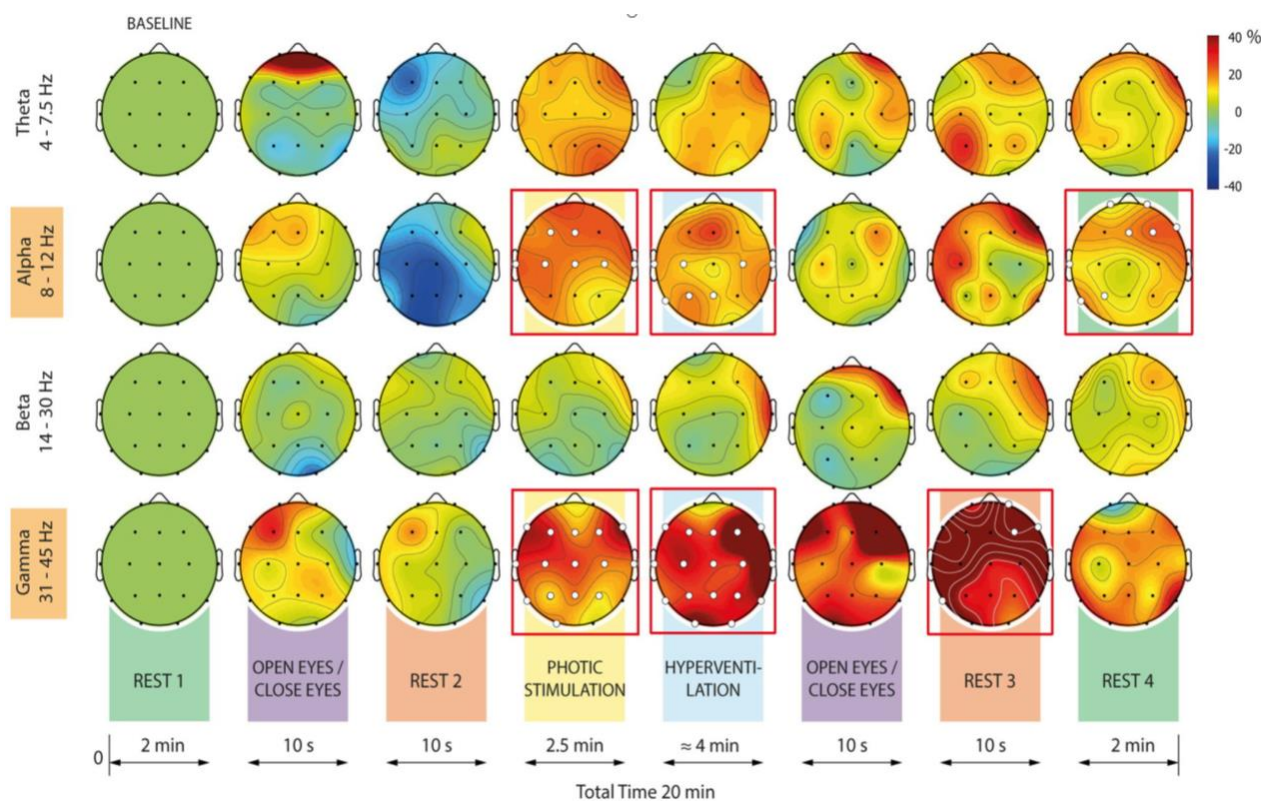 BASELINE
Theta
4 - 7.5 Hz
40 %
20
0
-20
-40
Alpha
8 - 12 Hz
Beta
14 - 30 Hz
Gamma
31 - 45 Hz
REST 1
OPEN EYES /
CLOSE EYES
REST 2
PHOTIC
STIMULATION
HYPERVENTI-
LATION
OPEN EYES /
CLOSE EYES
REST 3
REST 4
0
2 min
10 s
10 s
2.5 min
≈ 4 min
10 s
10 s
2 min
Total Time 20 min